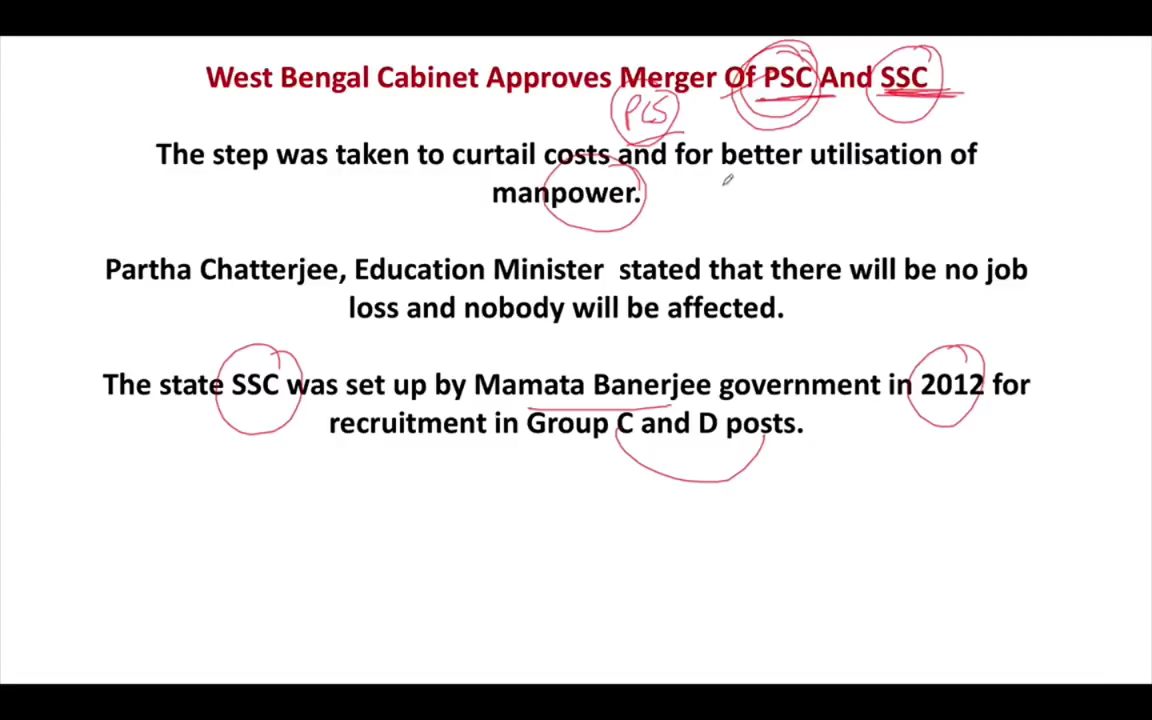 West Bengal Cabinet Approves Merger Of PSC And SSC
PCS
The step was taken to curtail costs and for better utilisation of
manpower.
Partha Chatterjee, Education Minister stated that there will be no job
loss and nobody will be affected.
The state SSC was set up by Mamata Banerjee government in 2012 for
recruitment in Group C and D posts.